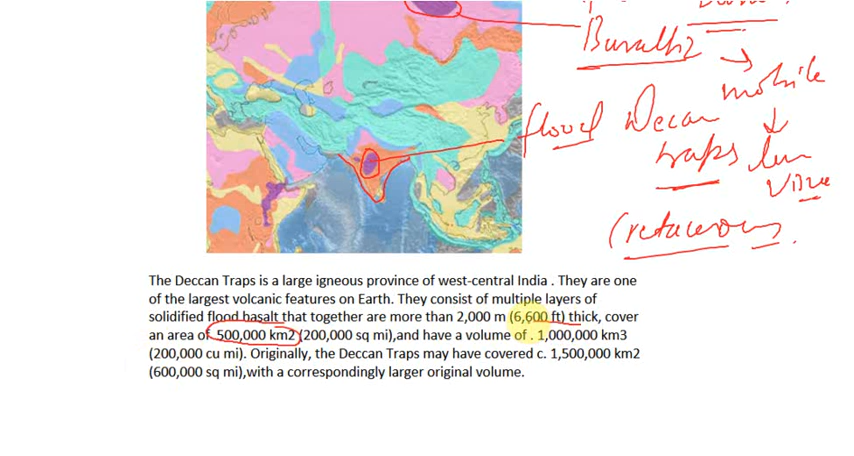 flood Deccan
mobile
traps
Cretaceous.
The Deccan Traps is a large igneous province of west-central India . They are one
of the largest volcanic features on Earth. They consist of multiple layers of
solidified flood basalt that together are more than 2,000 m (6,600 ft) thick, cover
an area of 500,000 km2 (200,000 sq mi),and have a volume of . 1,000,000 km3
(200,000 cu mi). Originally, the Deccan Traps may have covered c. 1,500,000 km2
(600,000 sq mi),with a correspondingly larger original volume.